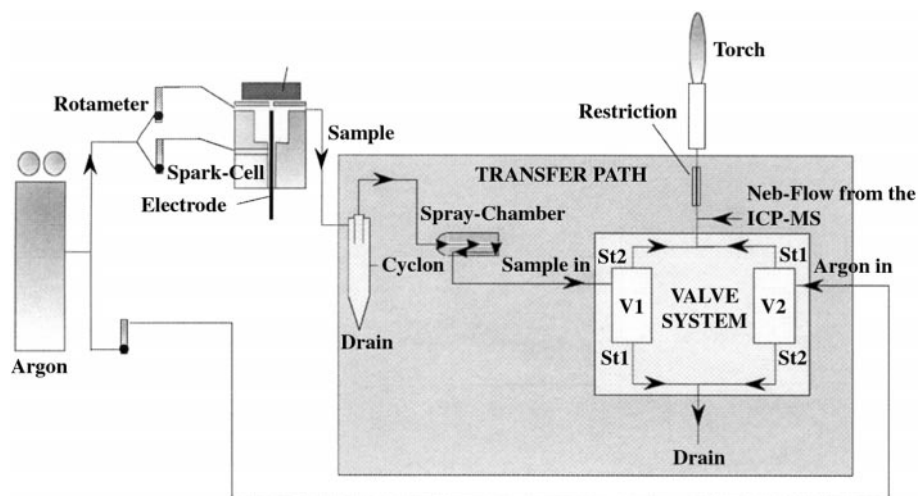 Torch
Rotameter
Restriction
Sample
Spark-Cell
TRANSFER PATH
Neb-Flow from the
ICP-MS
Electrode
Spray-Chamber
Cyclon
Sample in
St2
St1
Argon in
V1
VALVE
SYSTEM
V2
Drain
St1
St2
Argon
Drain